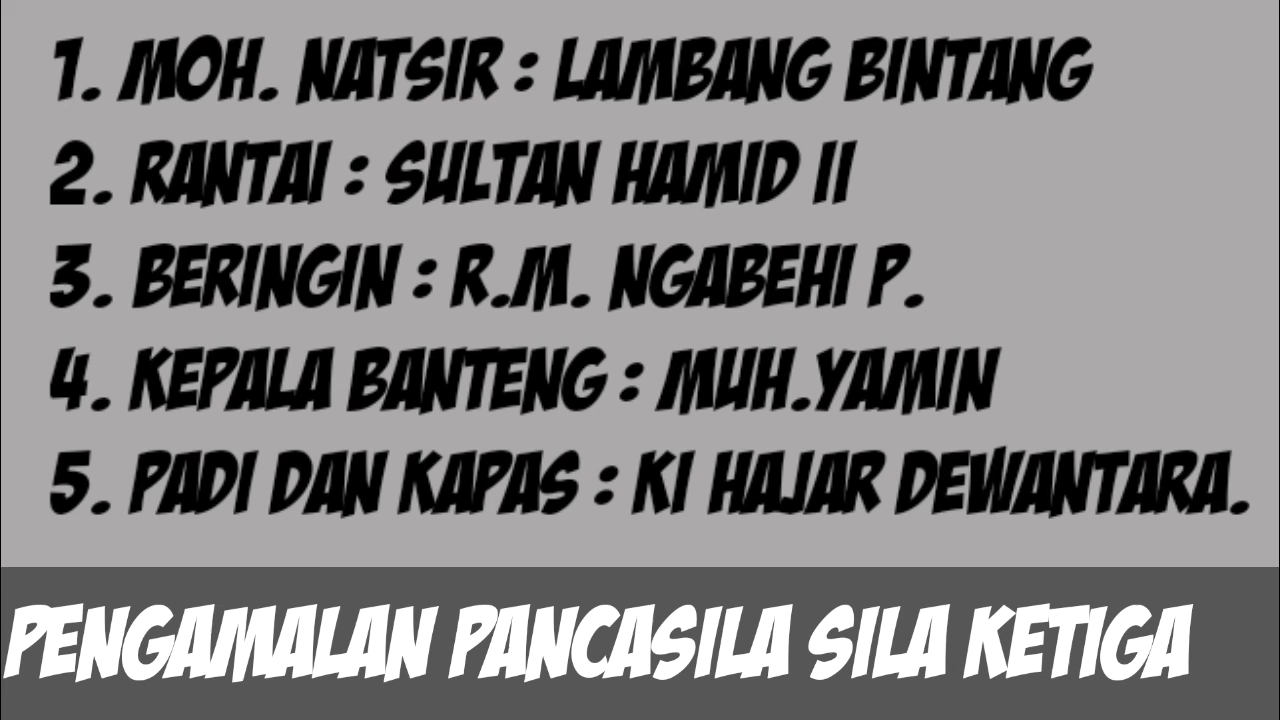 1. MOH. NATSIR : LAMBANG BINTANG
2. RANTAI : SULTAN HAMID II
3. BERINGIN : R.M. NGABEHI P.
4. KEPALA BANTENG : MUH.YAMIN
5. PADI DAN KAPAS : KI HAJAR DEWANTARA.
PENGAMALAN PANCASILA SILA KETIGA